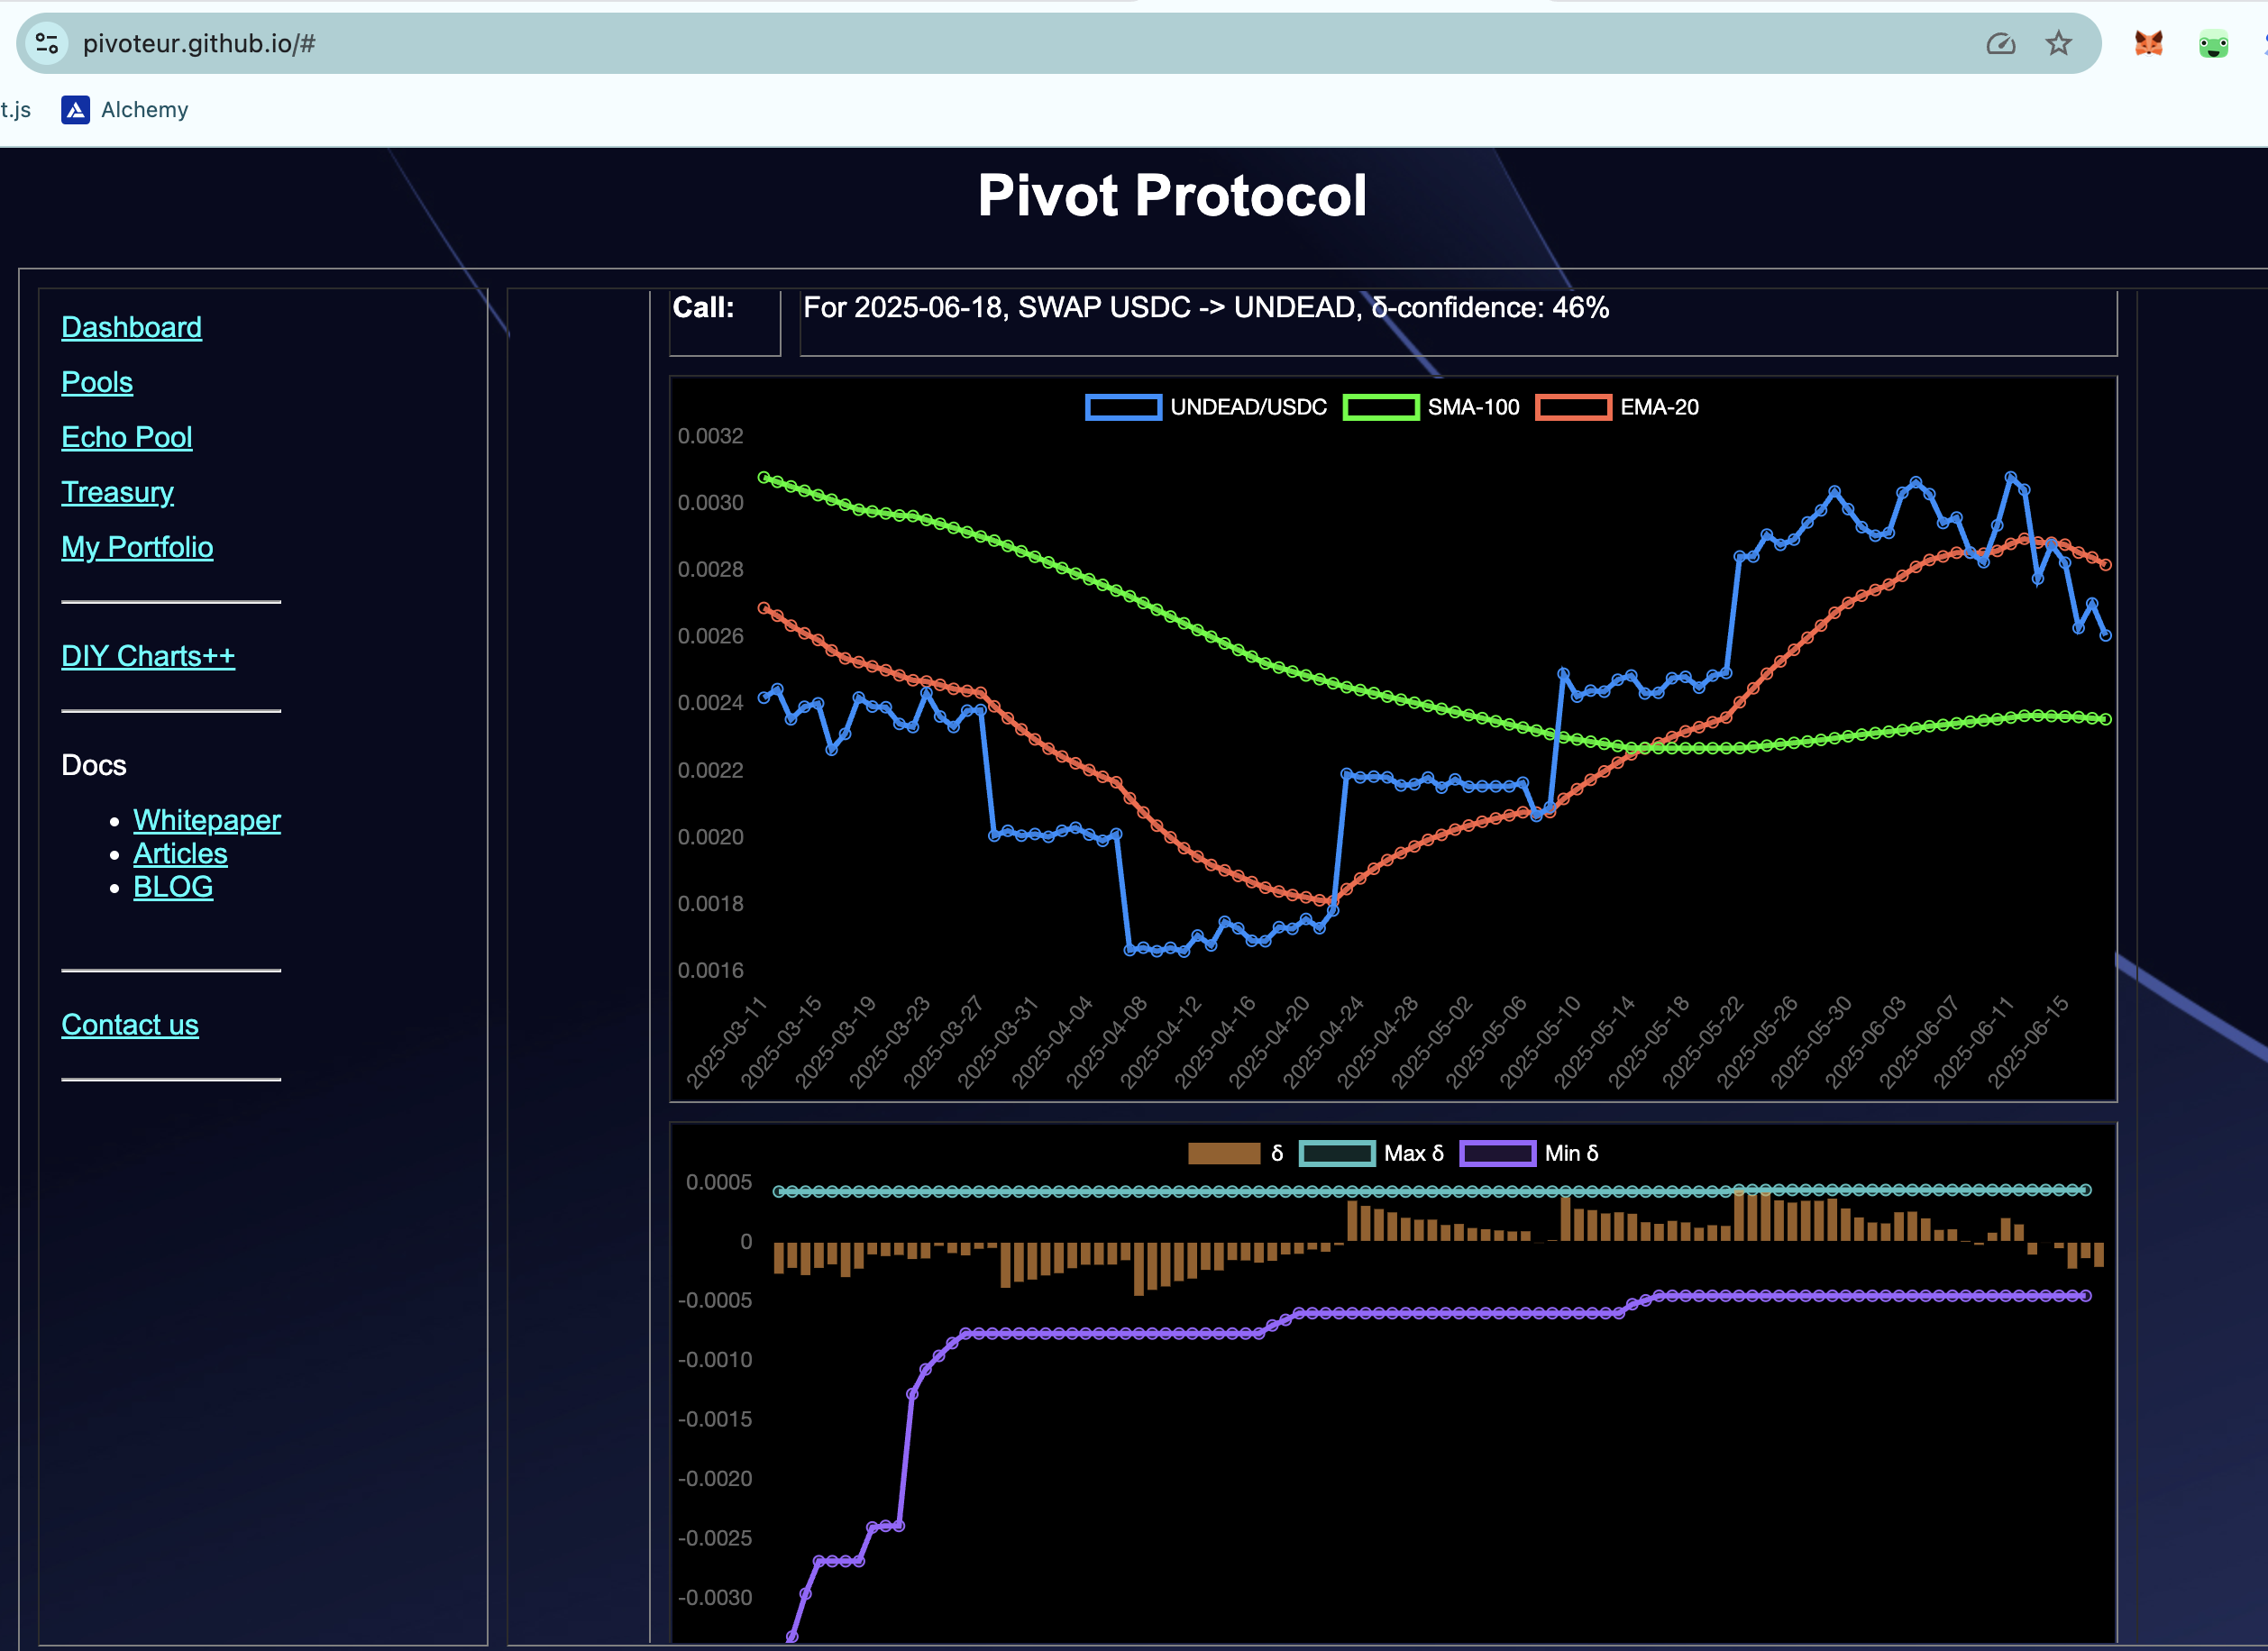 pivoteur.github.io/#
t.js
Alchemy
Pivot Protocol
Dashboard
Pools
Echo Pool
Treasury
My Portfolio
DIY Charts++
Docs
Whitepaper
Articles
BLOG
Contact us
Call: For 2025-06-18, SWAP USDC -> UNDEAD, δ-confidence: 46%
UNDEAD/USDC SMA-100 EMA-20
0.0032
0.0030
0.0028
0.0026
0.0024
0.0022
0.0020
0.0018
0.0016
2025-03-11 2025-03-15 2025-03-19 2025-03-23 2025-03-27 2025-03-31 2025-04-04 2025-04-08 2025-04-12 2025-04-16 2025-04-20 2025-04-24 2025-04-28 2025-05-02 2025-05-06 2025-05-10 2025-05-14 2025-05-18 2025-05-22 2025-05-26 2025-05-30 2025-06-03 2025-06-07 2025-06-11 2025-06-15
δ Max δ Min δ
0.0005
0
-0.0005
-0.0010
-0.0015
-0.0020
-0.0025
-0.0030